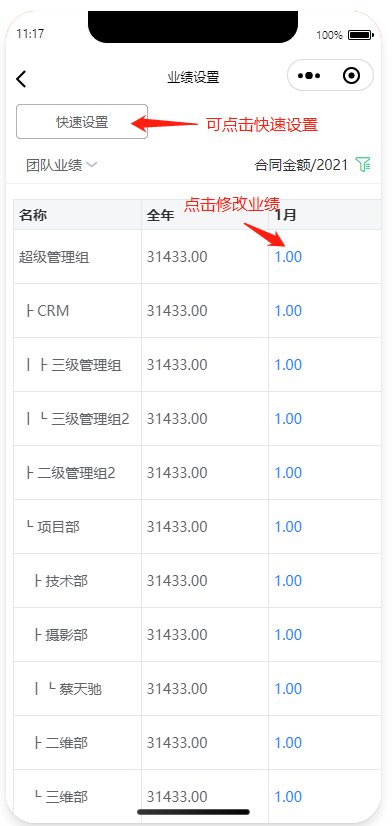 11:17 100%
业绩设置
快速设置 可点击快速设置
团队业绩 合同金额/2021
点击修改业绩
名称 全年 1月
超级管理组 31433.00 1.00
├ CRM 31433.00 1.00
| ├ 三级管理组 31433.00 1.00
| └ 三级管理组2 31433.00 1.00
├ 二级管理组2 31433.00 1.00
└ 项目部 31433.00 1.00
├ 技术部 31433.00 1.00
├ 摄影部 31433.00 1.00
| └ 蔡天驰 31433.00 1.00
├ 二维部 31433.00 1.00
└ 三维部 31433.00 1.00